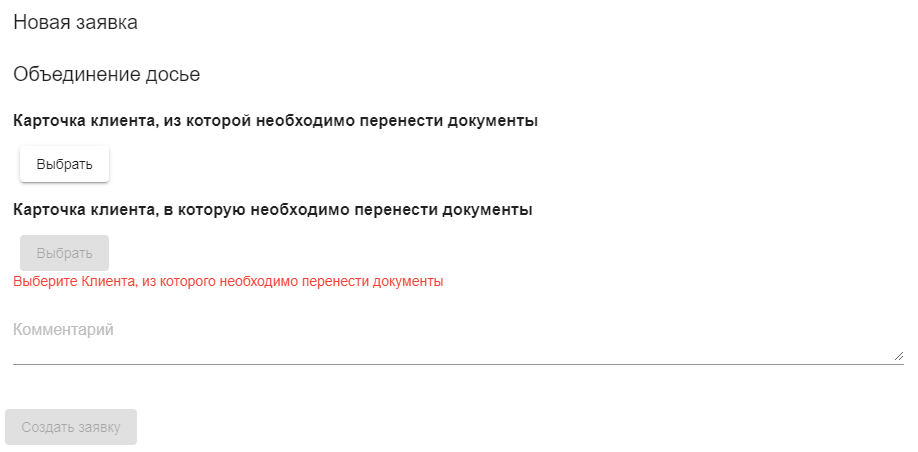 Новая заявка
Объединение досье
Карточка клиента, из которой необходимо перенести документы
Выбрать
Карточка клиента, в которую необходимо перенести документы
Выбрать
Выберите Клиента, из которого необходимо перенести документы
Комментарий
Создать заявку